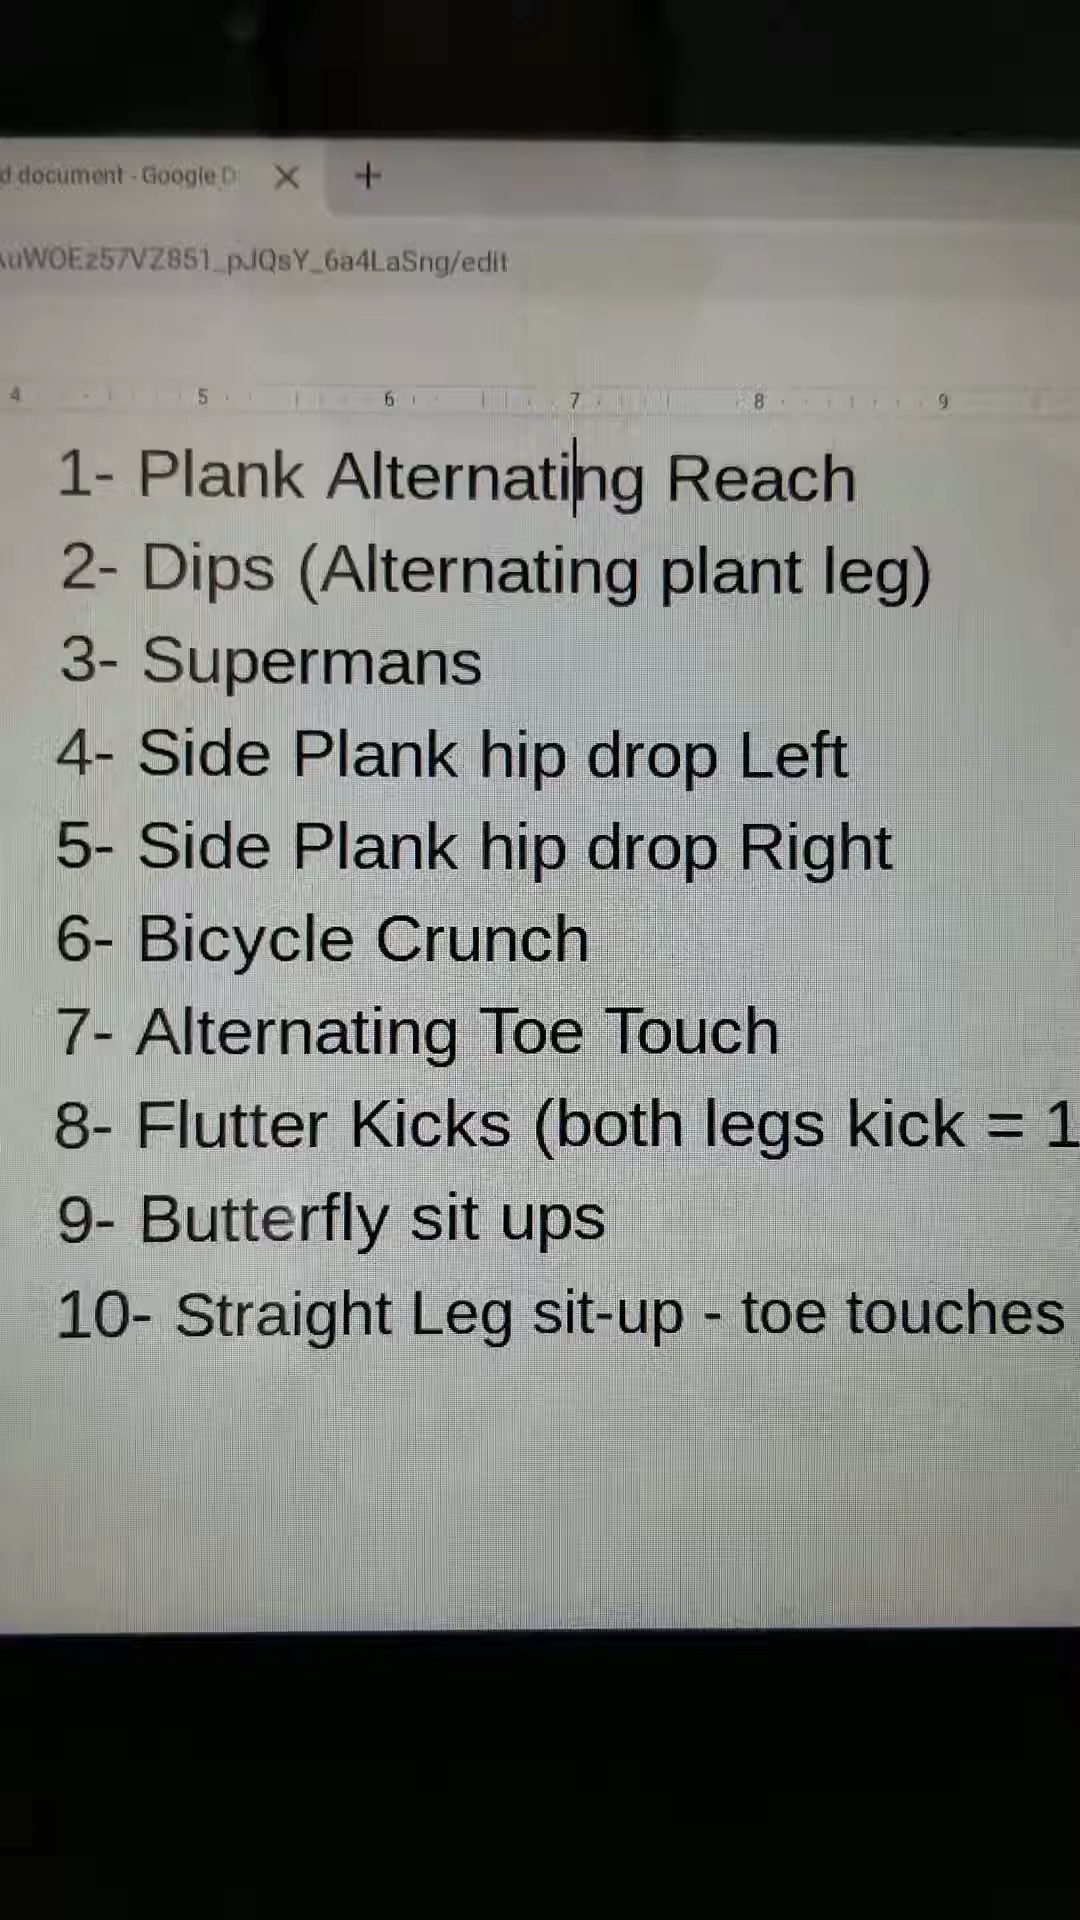 d document - Google D
uWOEz57VZ851_pJQsY_6a4LaSng/edit
4 5 6 7 8 9
1- Plank Alternating Reach
2- Dips (Alternating plant leg)
3- Supermans
4- Side Plank hip drop Left
5- Side Plank hip drop Right
6- Bicycle Crunch
7- Alternating Toe Touch
8- Flutter Kicks (both legs kick = 1
9- Butterfly sit ups
10- Straight Leg sit-up - toe touches